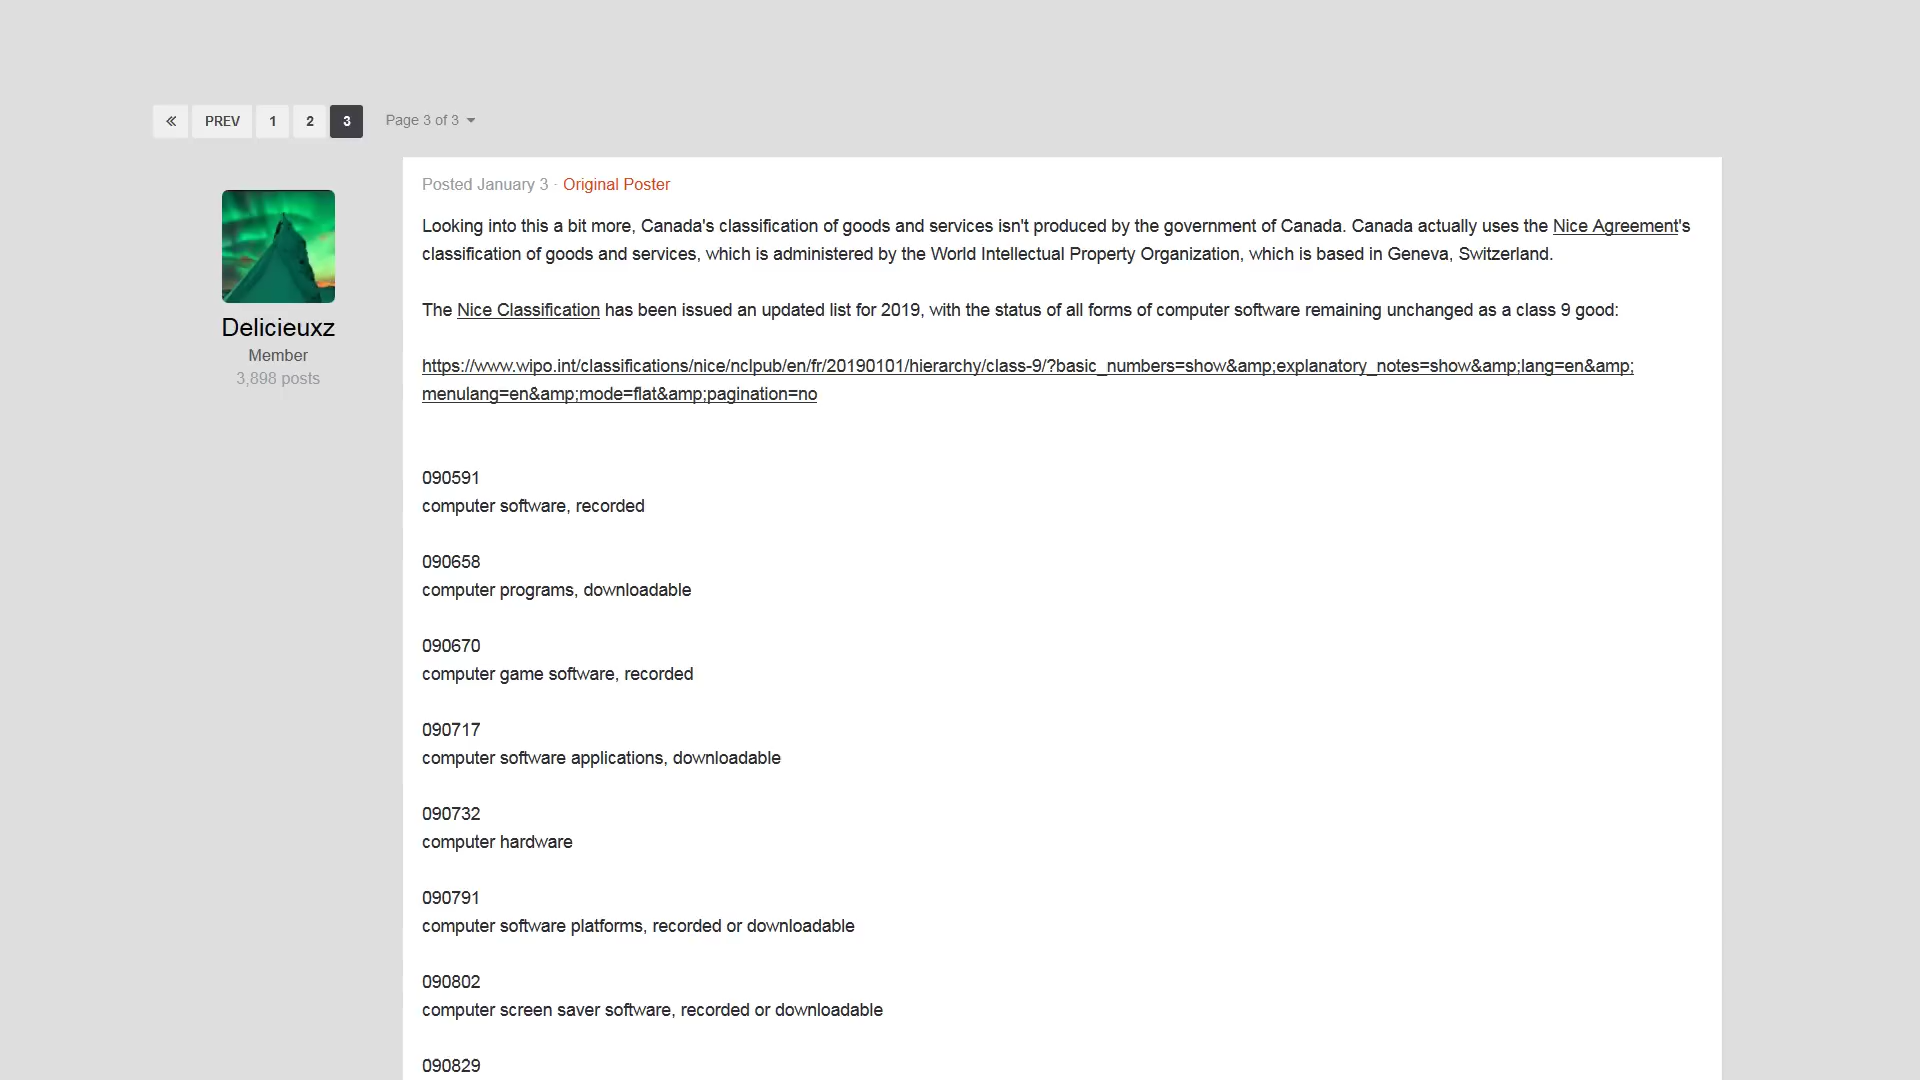 PREV 1 2 3 Page 3 of 3
Delicieuxz
Member
3,898 posts
Posted January 3 · Original Poster
Looking into this a bit more, Canada's classification of goods and services isn't produced by the government of Canada. Canada actually uses the Nice Agreement's
classification of goods and services, which is administered by the World Intellectual Property Organization, which is based in Geneva, Switzerland.
The Nice Classification has been issued an updated list for 2019, with the status of all forms of computer software remaining unchanged as a class 9 good:
https://www.wipo.int/classifications/nice/nclpub/en/fr/20190101/hierarchy/class-9/?basic_numbers=show&amp;explanatory_notes=show&amp;lang=en&amp;
menulang=en&amp;mode=flat&amp;pagination=no
090591
computer software, recorded
090658
computer programs, downloadable
090670
computer game software, recorded
090717
computer software applications, downloadable
090732
computer hardware
090791
computer software platforms, recorded or downloadable
090802
computer screen saver software, recorded or downloadable
090829